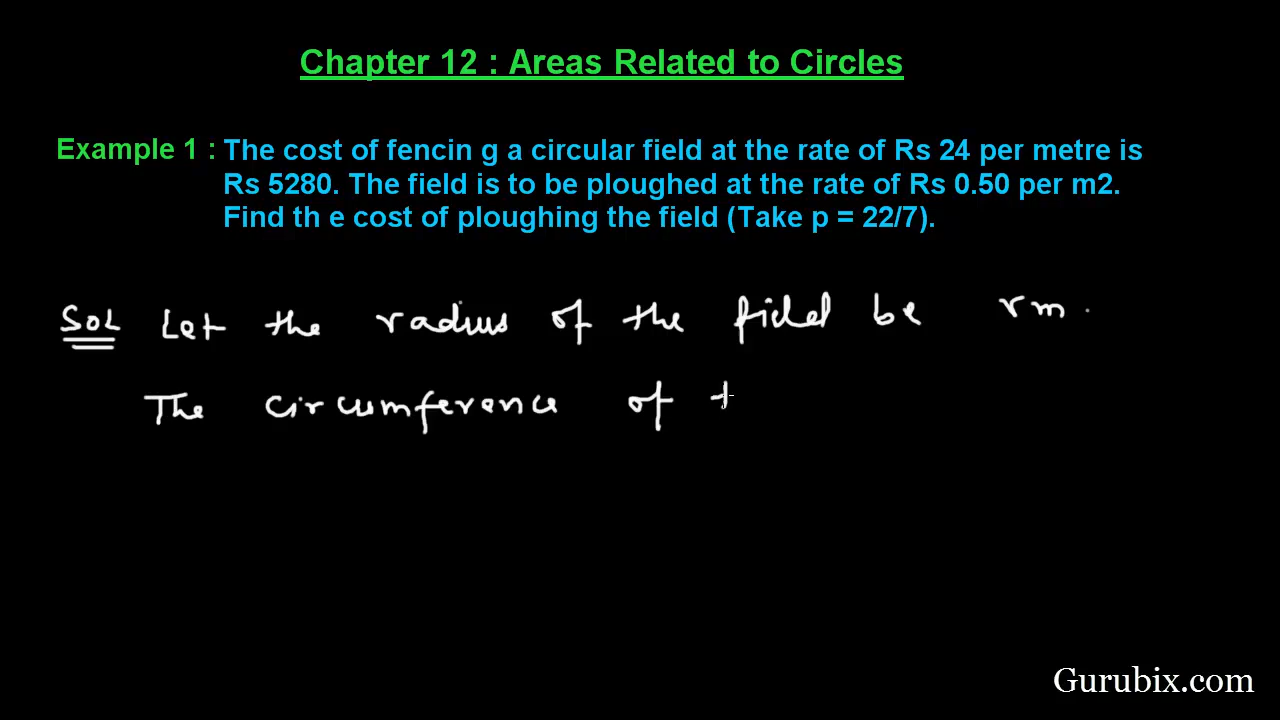 Chapter 12 : Areas Related to Circles
Example 1 : The cost of fencin g a circular field at the rate of Rs 24 per metre is
Rs 5280. The field is to be ploughed at the rate of Rs 0.50 per m2.
Find th e cost of ploughing the field (Take p = 22/7).
Sol Let the radius of the field be r m .
The circumference of t
Gurubix.com